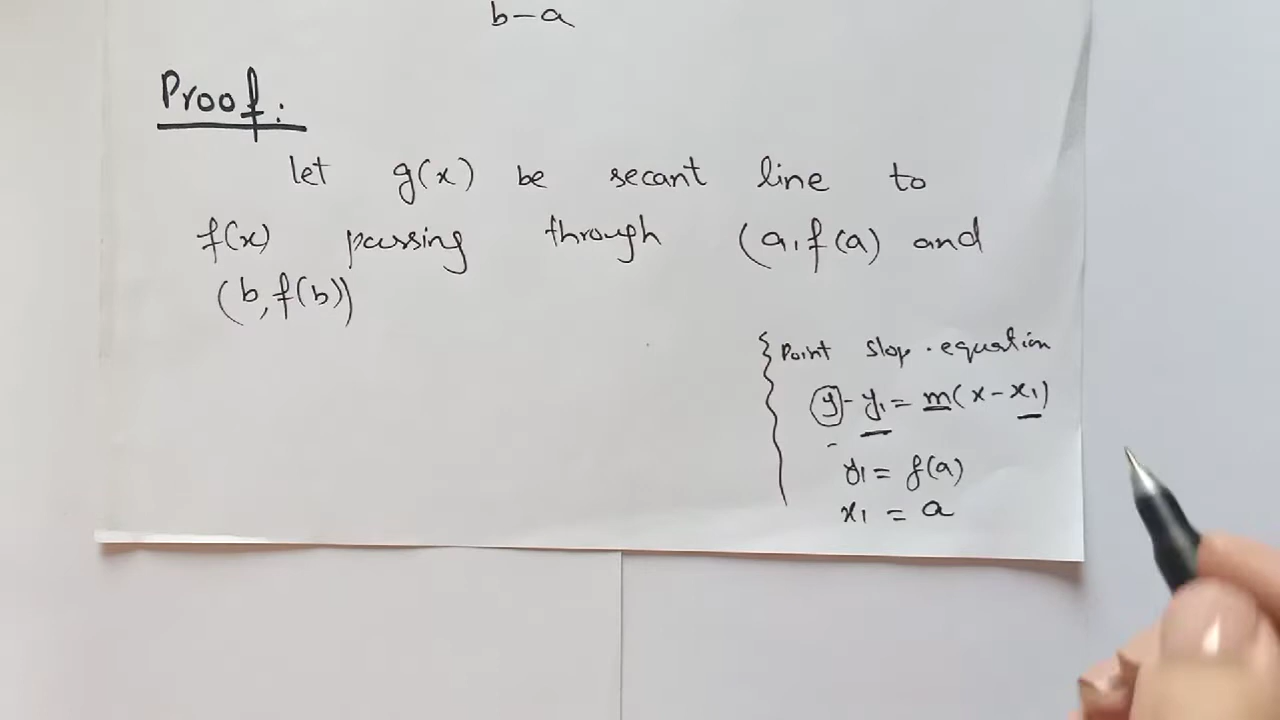 b-a
Proof:
let g(x) be secant line to
f(x) passing through (a, f(a) and
(b, f(b))
Point slop. equation
y - y1 = m(x - x1)
y1 = f(a)
x1 = a